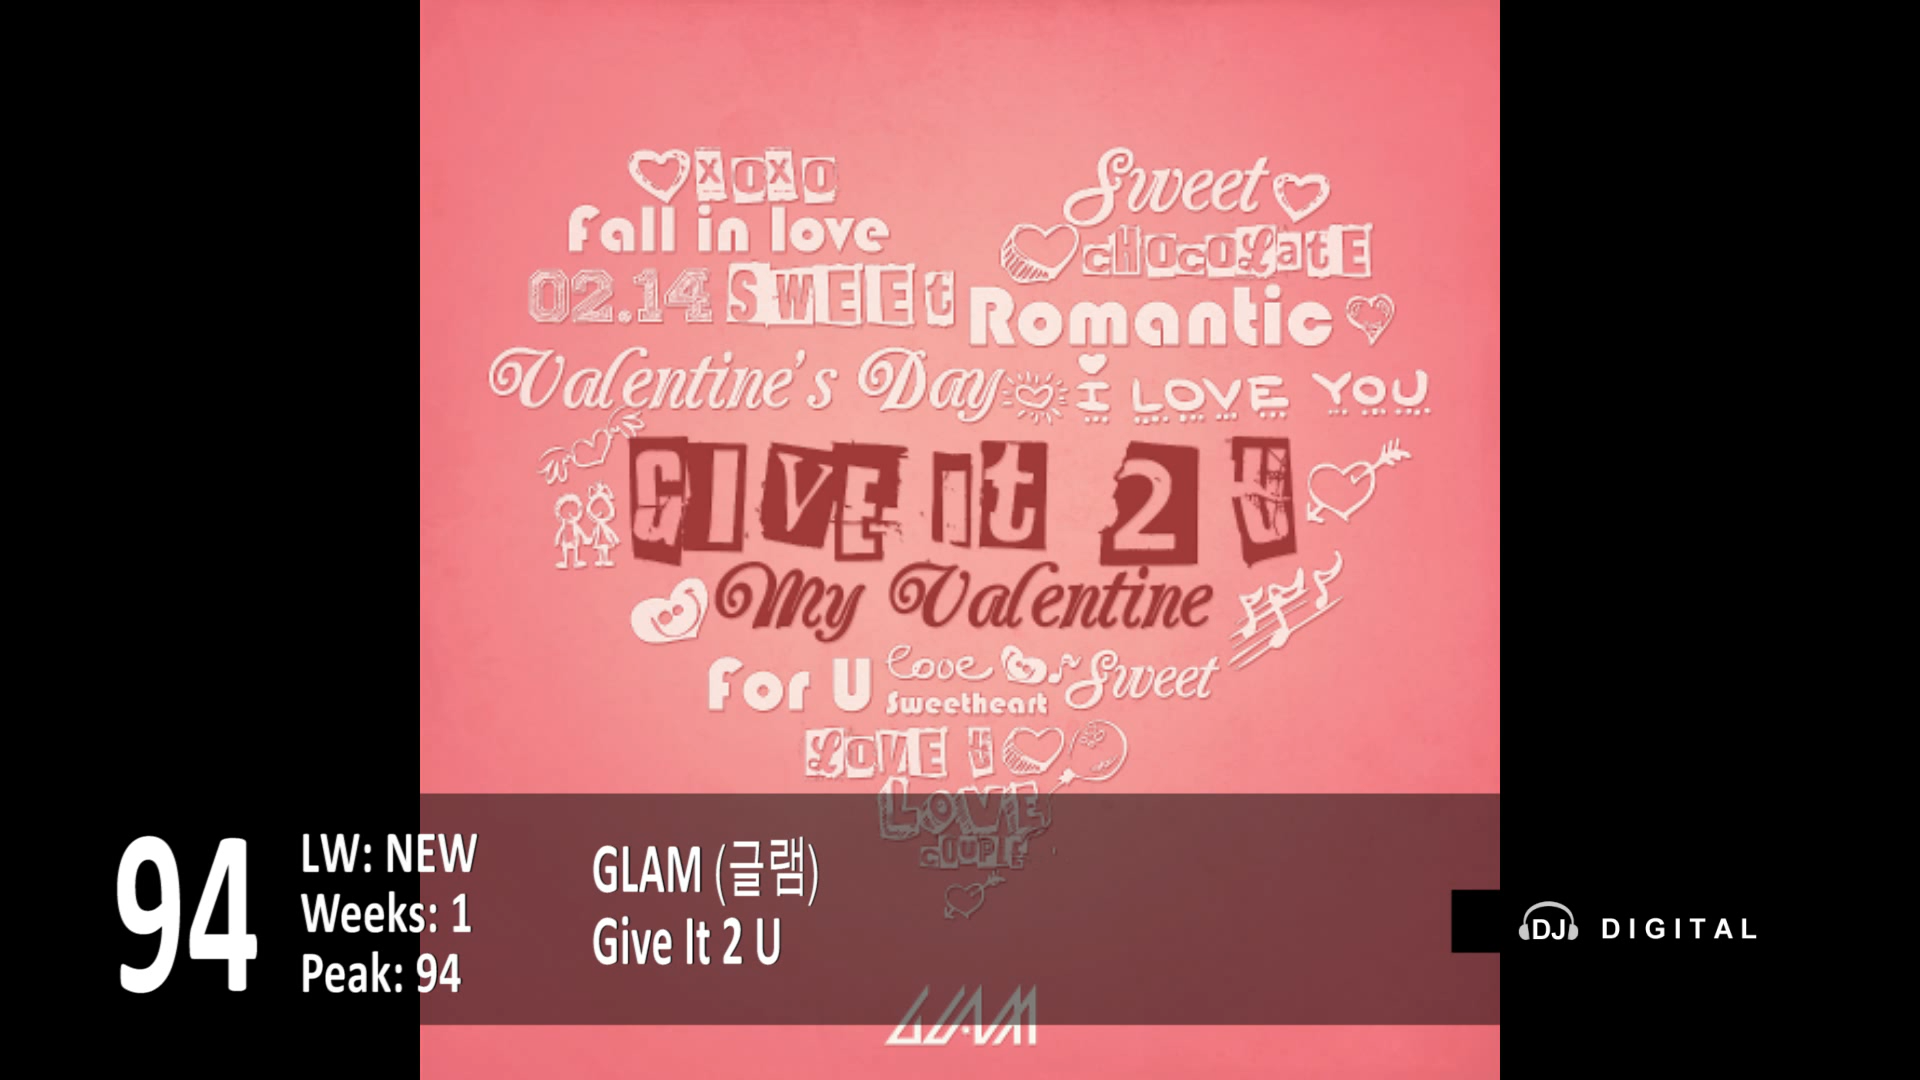 XOXO
Fall in love
02.14 SWEEt
Sweet
cHOcOLatE
Romantic
Valentine's Day
I LOVE YOU
GIVE It 2 U
My Valentine
For U
Love
Sweetheart
Sweet
LOVE U
LOVE
COUPLE
94
LW: NEW
Weeks: 1
Peak: 94
GLAM (글램)
Give It 2 U
GLAM
DJ DIGITAL